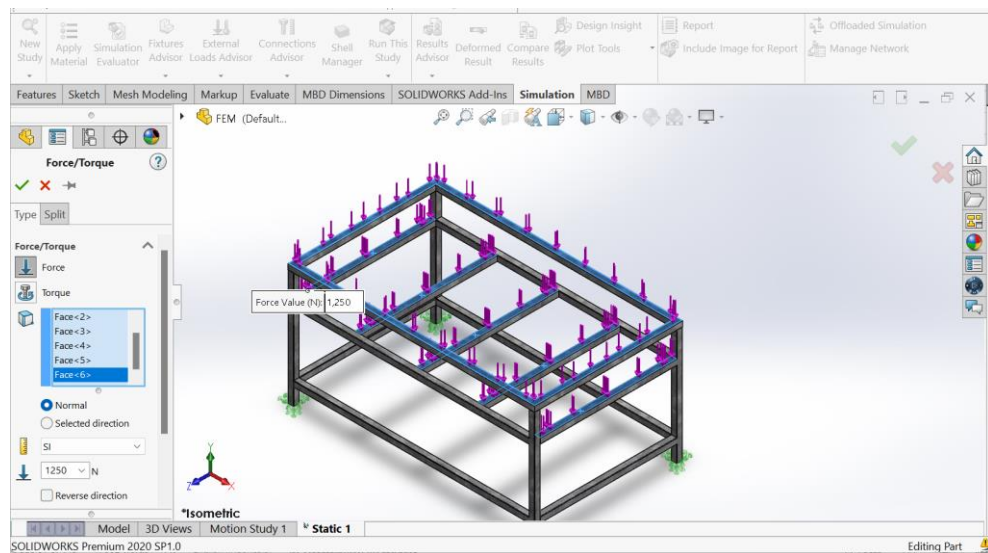 New Study
Apply Material
Simulation Evaluator
Fixtures Advisor
External Loads Advisor
Connections Advisor
Shell Manager
Run This Study
Results Advisor
Deformed Result
Compare Results
Design Insight
Plot Tools
Report
Include Image for Report
Offloaded Simulation
Manage Network
Features Sketch Mesh Modeling Markup Evaluate MBD Dimensions SOLIDWORKS Add-Ins Simulation MBD
FEM (Default...
Force/Torque
Type Split
Force/Torque
Force
Torque
Face<2>
Face<3>
Face<4>
Face<5>
Face<6>
Normal
Selected direction
SI
1250 N
Reverse direction
Force Value (N): 1,250
Y
Z X
*Isometric
Model 3D Views Motion Study 1 Static 1
SOLIDWORKS Premium 2020 SP1.0
Editing Part